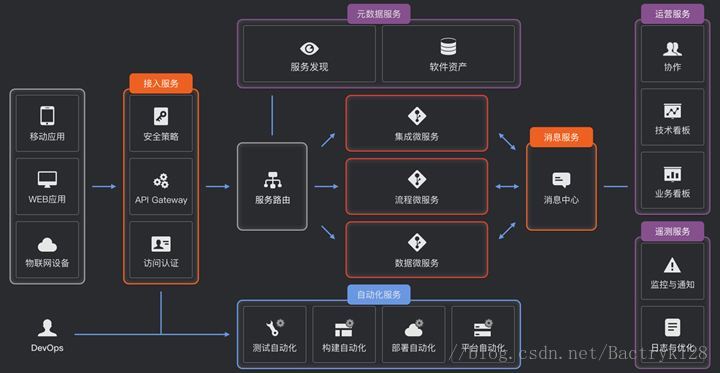 元数据服务
运营服务
服务发现
软件资产
协作
接入服务
移动应用
安全策略
集成微服务
消息服务
技术看板
WEB应用
API Gateway
服务路由
流程微服务
消息中心
业务看板
物联网设备
访问认证
数据微服务
遥测服务
监控与通知
自动化服务
DevOps
测试自动化
构建自动化
部署自动化
平台自动化
日志与优化
//blog.csdn.net/Bactryki28